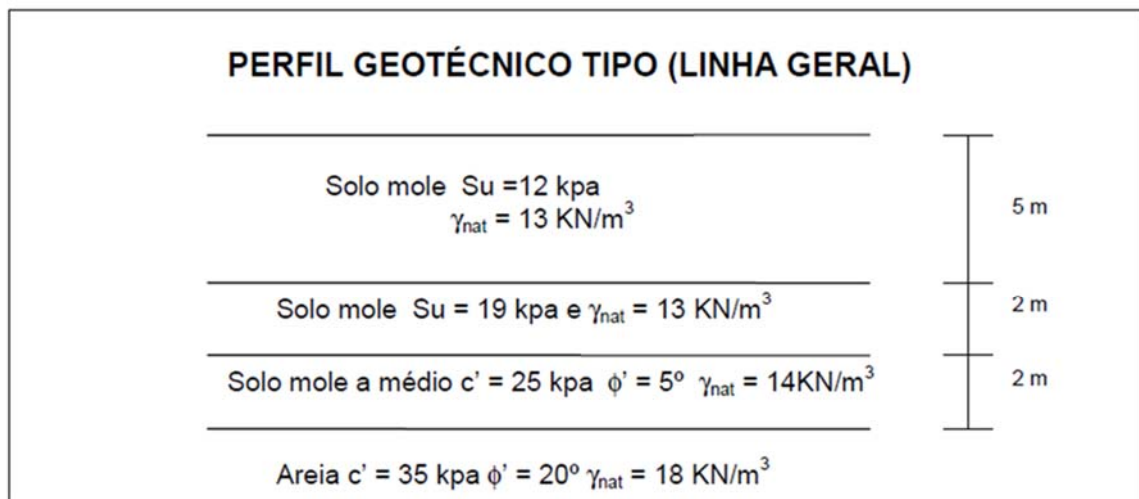 PERFIL GEOTÉCNICO TIPO (LINHA GERAL)
Solo mole Su =12 kpa
γnat = 13 KN/m³
5 m
Solo mole Su = 19 kpa e γnat = 13 KN/m³
2 m
Solo mole a médio c' = 25 kpa ϕ' = 5º γnat = 14KN/m³
2 m
Areia c' = 35 kpa ϕ' = 20º γnat = 18 KN/m³